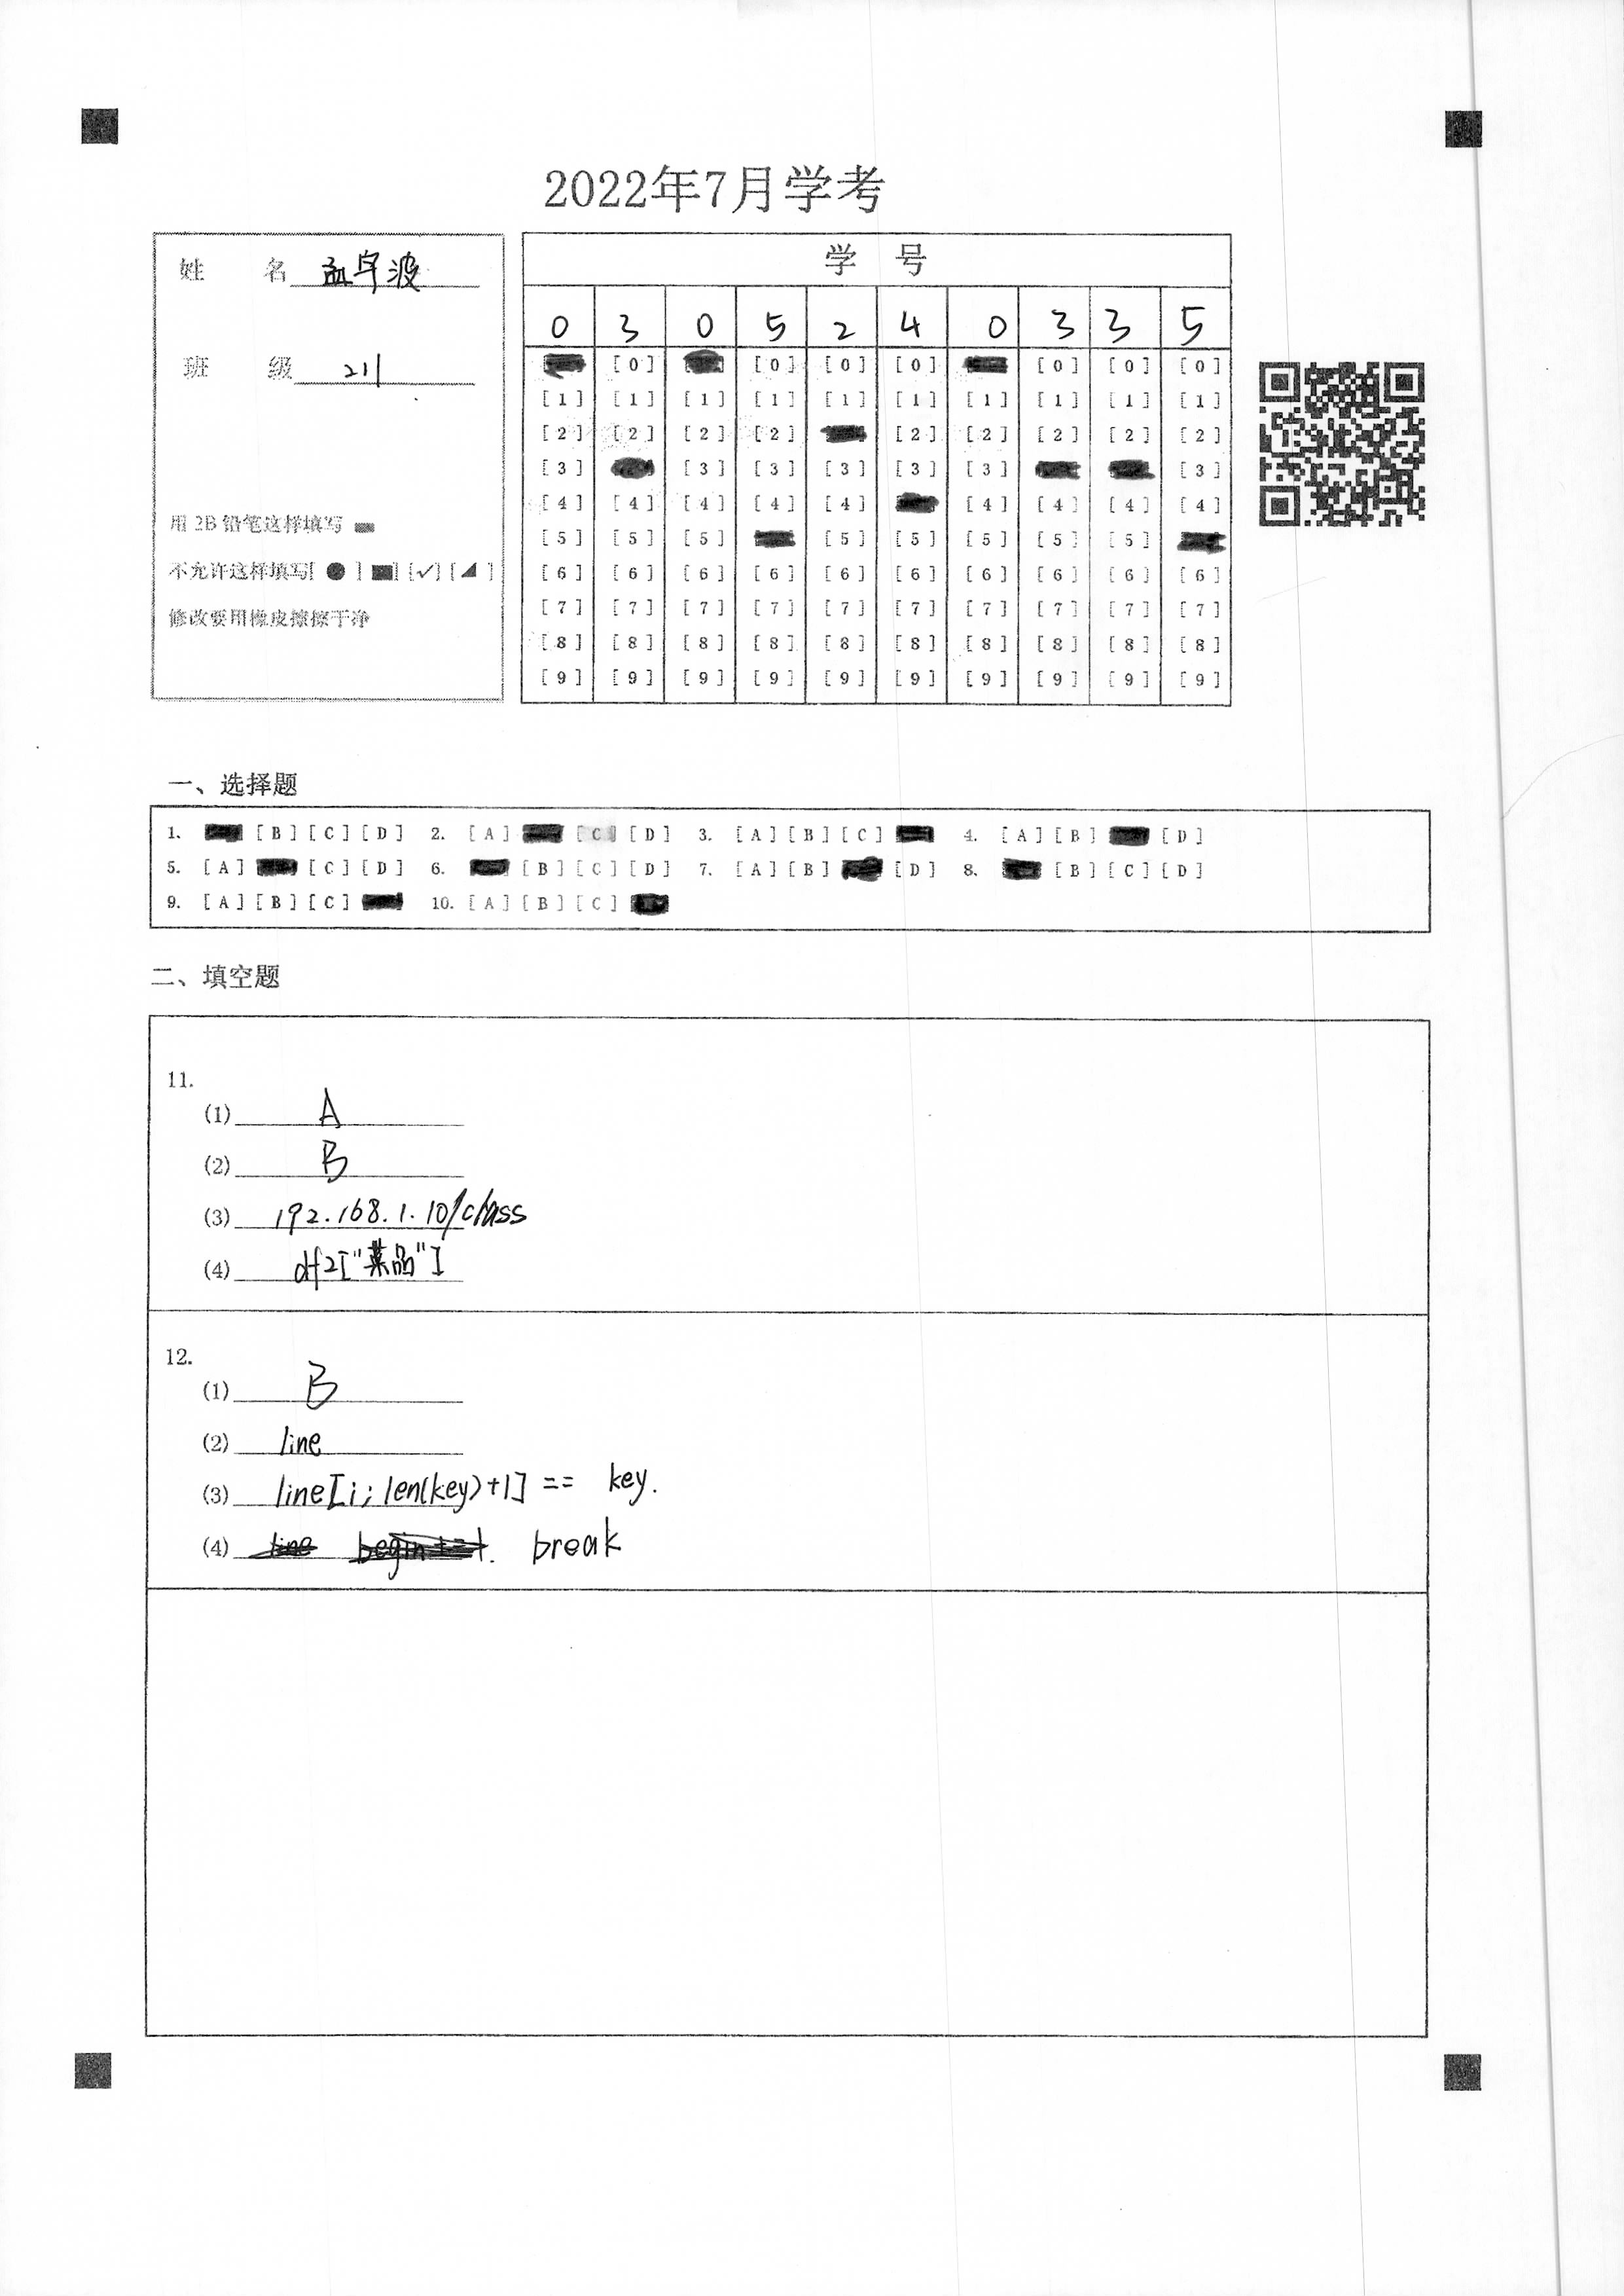 2022年7月学考
姓 名 孟宇波
班 级 211
用 2B 铅笔这样填写
不允许这样填写[ ● ] [■] [✓] [◢ ]
修改要用橡皮擦擦干净
学 号
0 3 0 5 2 4 0 3 3 5
[0] [0] [0] [0] [0] [0] [0]
[1] [1] [1] [1] [1] [1] [1] [1] [1] [1]
[2] [2] [2] [2] [2] [2] [2] [2] [2]
[3] [3] [3] [3] [3] [3] [3]
[4] [4] [4] [4] [4] [4] [4] [4] [4]
[5] [5] [5] [5] [5] [5] [5] [5]
[6] [6] [6] [6] [6] [6] [6] [6] [6] [6]
[7] [7] [7] [7] [7] [7] [7] [7] [7] [7]
[8] [8] [8] [8] [8] [8] [8] [8] [8] [8]
[9] [9] [9] [9] [9] [9] [9] [9] [9] [9]
一、选择题
1. [B] [C] [D] 2. [A] [C] [D] 3. [A] [B] [C] 4. [A] [B] [D]
5. [A] [C] [D] 6. [B] [C] [D] 7. [A] [B] [D] 8. [B] [C] [D]
9. [A] [B] [C] 10. [A] [B] [C]
二、填空题
11.
(1) A
(2) B
(3) 192.168.1.10/class
(4) df2["菜品"]
12.
(1) B
(2) line
(3) line[i;len(key)+1] == key.
(4) break